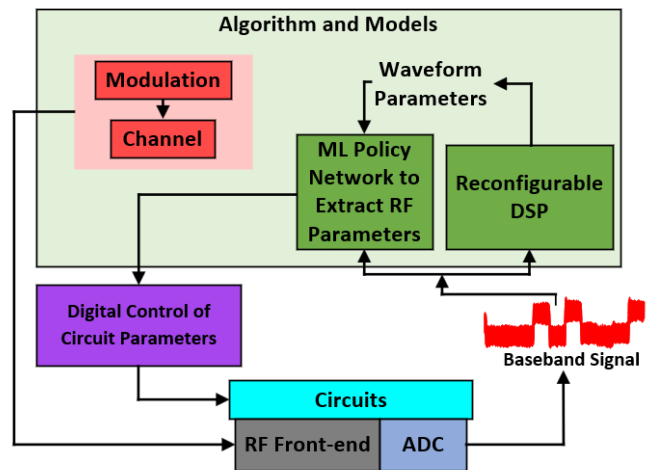 Algorithm and Models
Modulation
Channel
Waveform
Parameters
ML Policy
Network to
Extract RF
Parameters
Reconfigurable
DSP
Digital Control of
Circuit Parameters
Baseband Signal
Circuits
RF Front-end
ADC